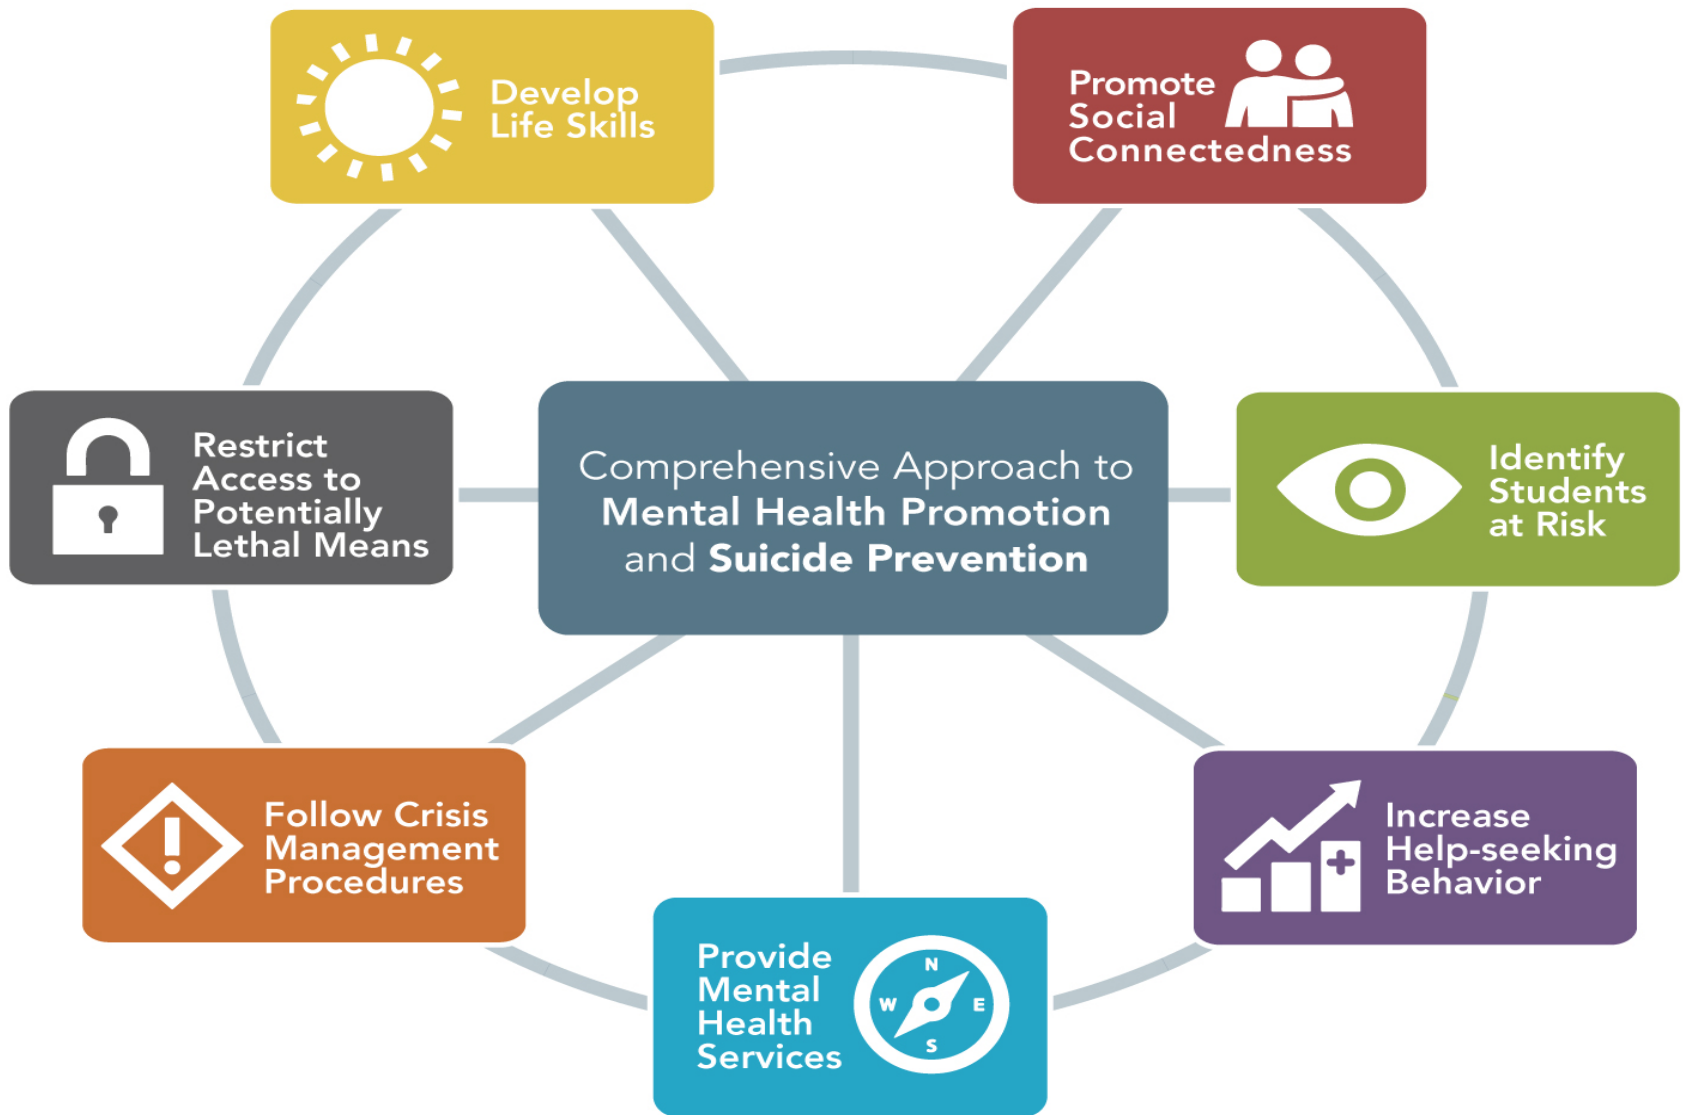 Develop
Life Skills
Promote
Social
Connectedness
Restrict
Access to
Potentially
Lethal Means
Comprehensive Approach to
Mental Health Promotion
and Suicide Prevention
Identify
Students
at Risk
Follow Crisis
Management
Procedures
Increase
Help-seeking
Behavior
Provide
Mental
Health
Services
N
W E
S